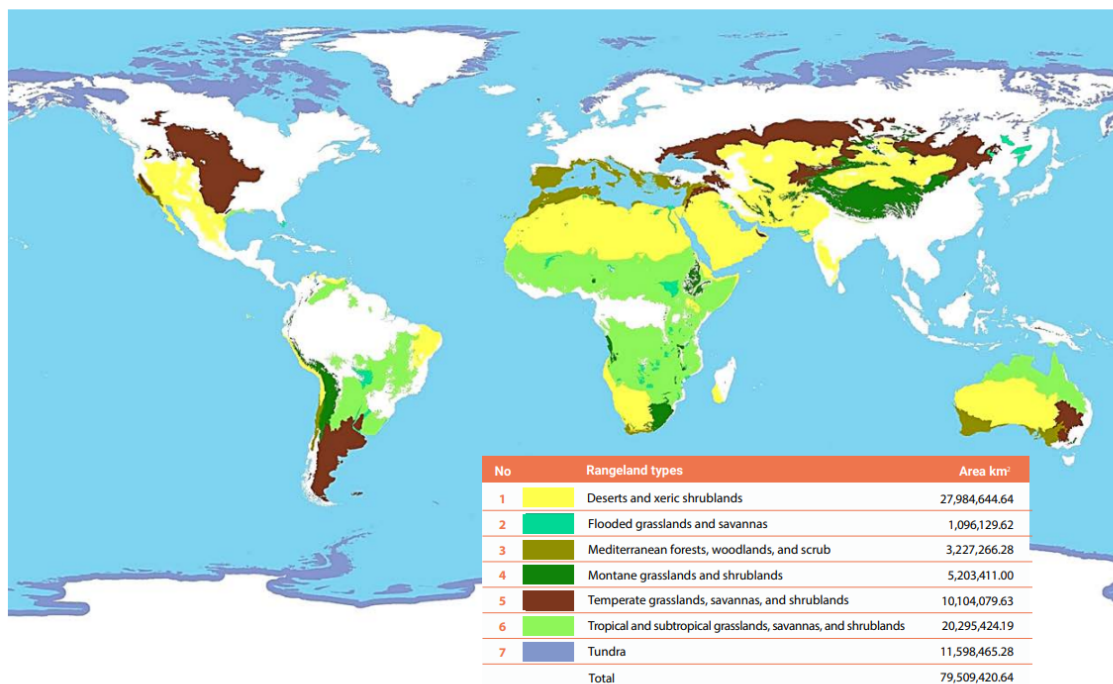 No Rangeland types Area km²
1 Deserts and xeric shrublands 27,984,644.64
2 Flooded grasslands and savannas 1,096,129.62
3 Mediterranean forests, woodlands, and scrub 3,227,266.28
4 Montane grasslands and shrublands 5,203,411.00
5 Temperate grasslands, savannas, and shrublands 10,104,079.63
6 Tropical and subtropical grasslands, savannas, and shrublands 20,295,424.19
7 Tundra 11,598,465.28
Total 79,509,420.64